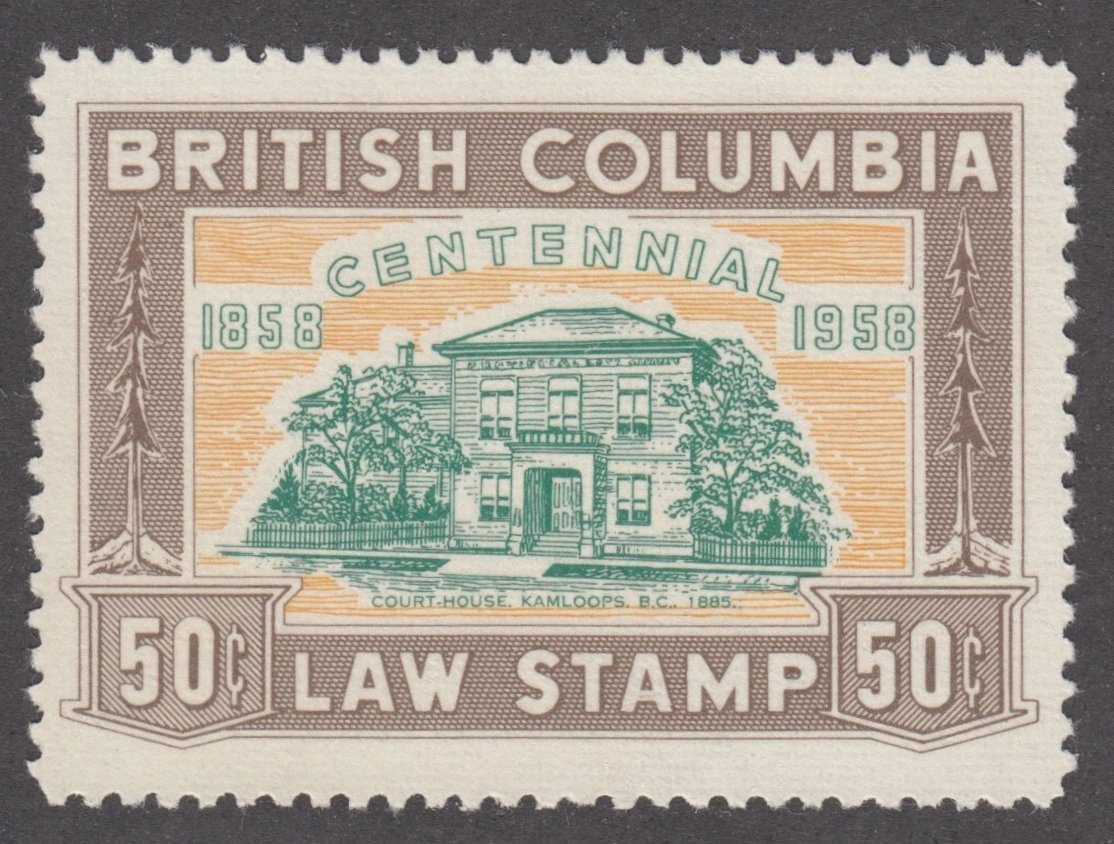 BRITISH COLUMBIA
CENTENNIAL
1858 1958
COURT-HOUSE, KAMLOOPS, B.C., 1885.
50¢ LAW STAMP 50¢